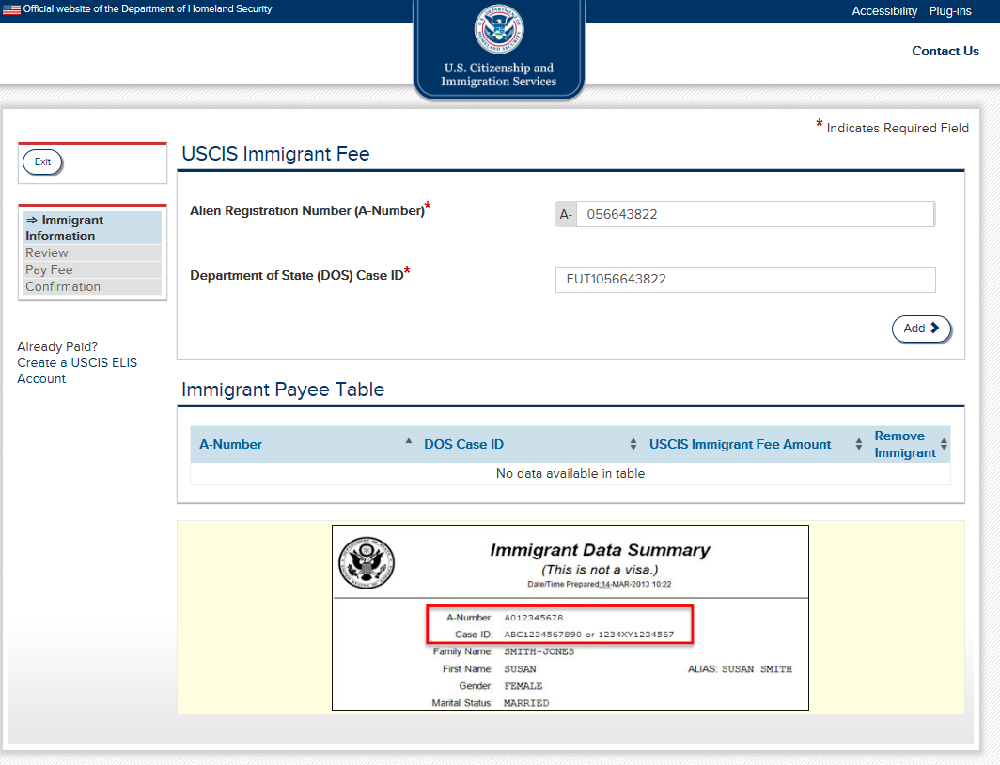 Official website of the Department of Homeland Security
Accessibility Plug-ins
U.S. Citizenship and
Immigration Services
Contact Us
* Indicates Required Field
Exit
⇒ Immigrant
Information
Review
Pay Fee
Confirmation
Already Paid?
Create a USCIS ELIS
Account
USCIS Immigrant Fee
Alien Registration Number (A-Number)*
A- 056643822
Department of State (DOS) Case ID*
EUT1056643822
Add
Immigrant Payee Table
A-Number DOS Case ID USCIS Immigrant Fee Amount Remove
Immigrant
No data available in table
Immigrant Data Summary
(This is not a visa.)
Date/Time Prepared:14-MAR-2013 10:22
A-Number: A012345678
Case ID: ABC1234567890 or 1234XY1234567
Family Name: SMITH-JONES
First Name: SUSAN ALIAS: SUSAN SMITH
Gender: FEMALE
Marital Status: MARRIED